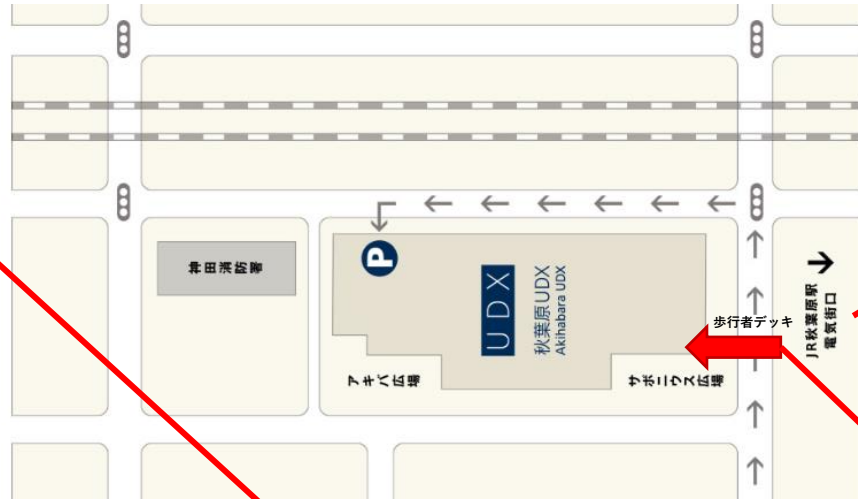 神田消防署
P
UDX
秋葉原UDX
Akihabara UDX
歩行者デッキ
JR秋葉原駅
電気街口
アキバ広場
サボニウス広場